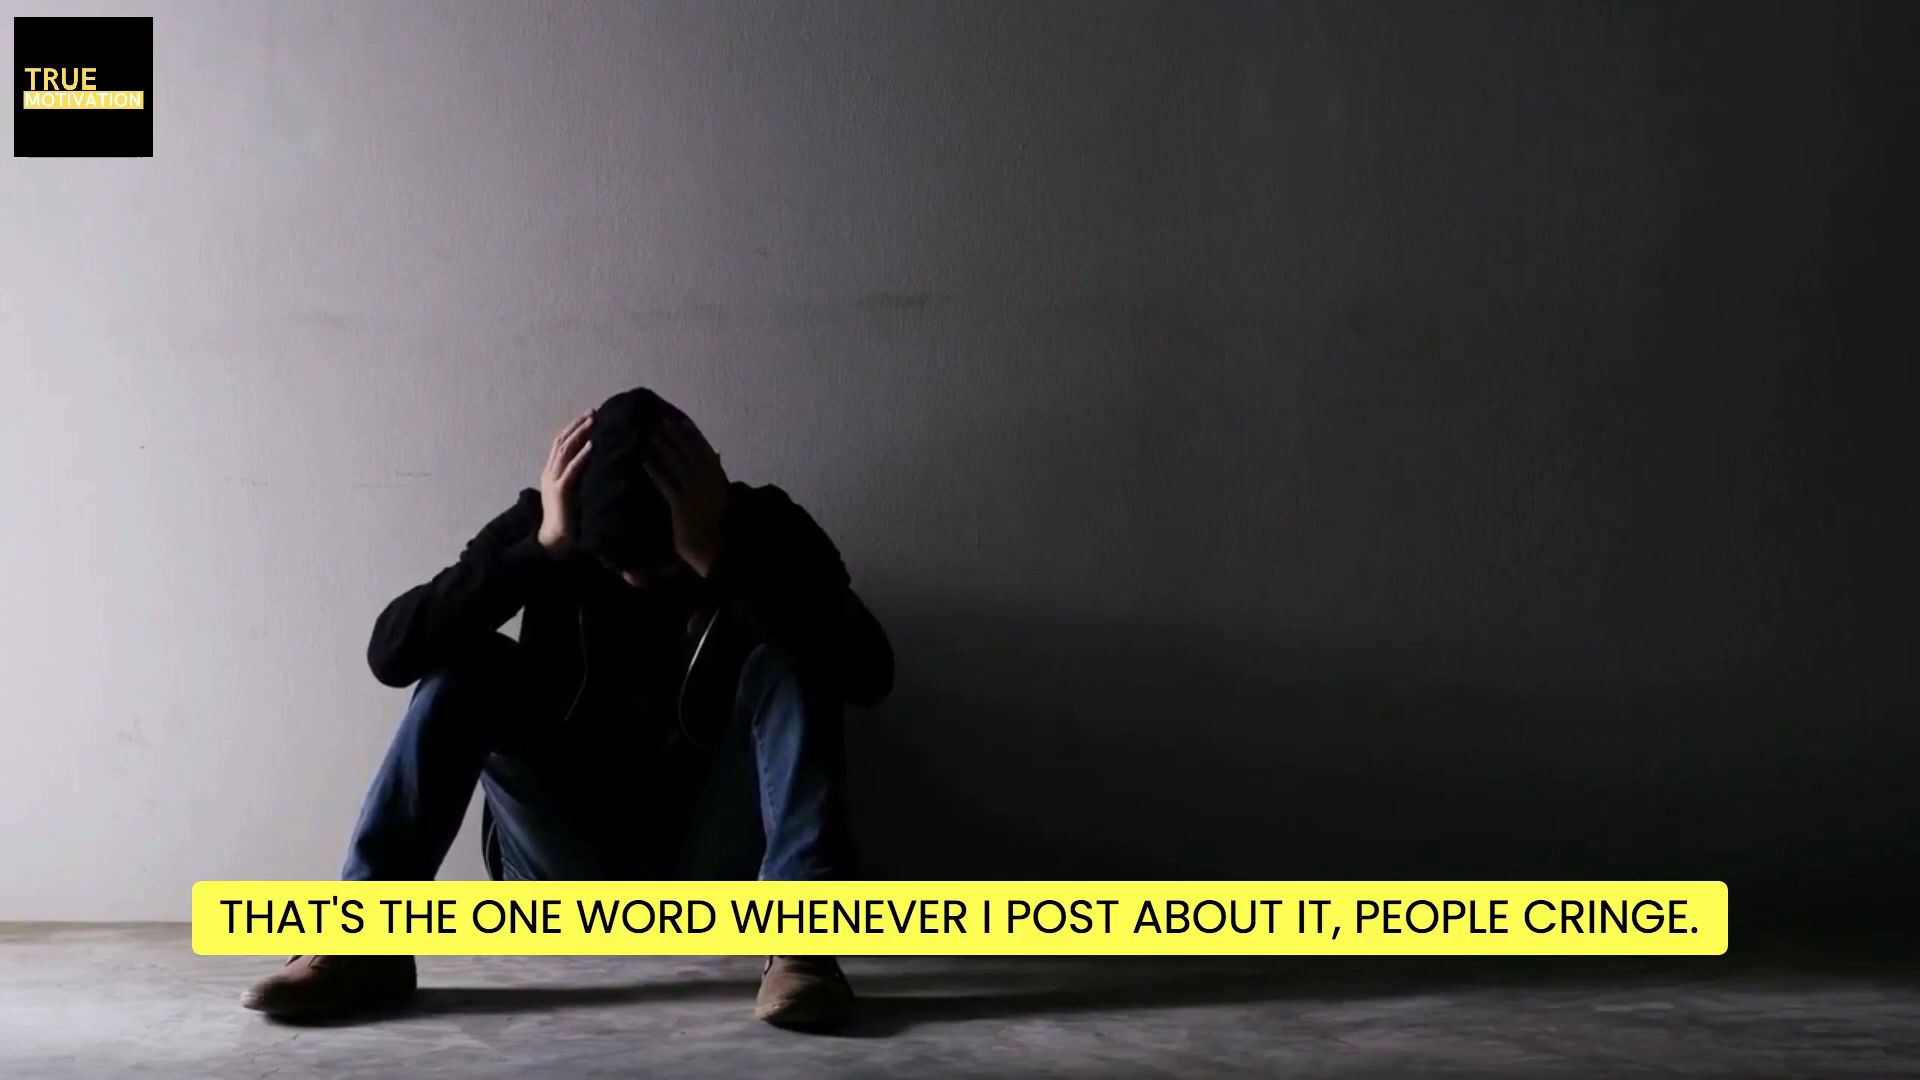 TRUE
MOTIVATION
THAT'S THE ONE WORD WHENEVER I POST ABOUT IT, PEOPLE CRINGE.